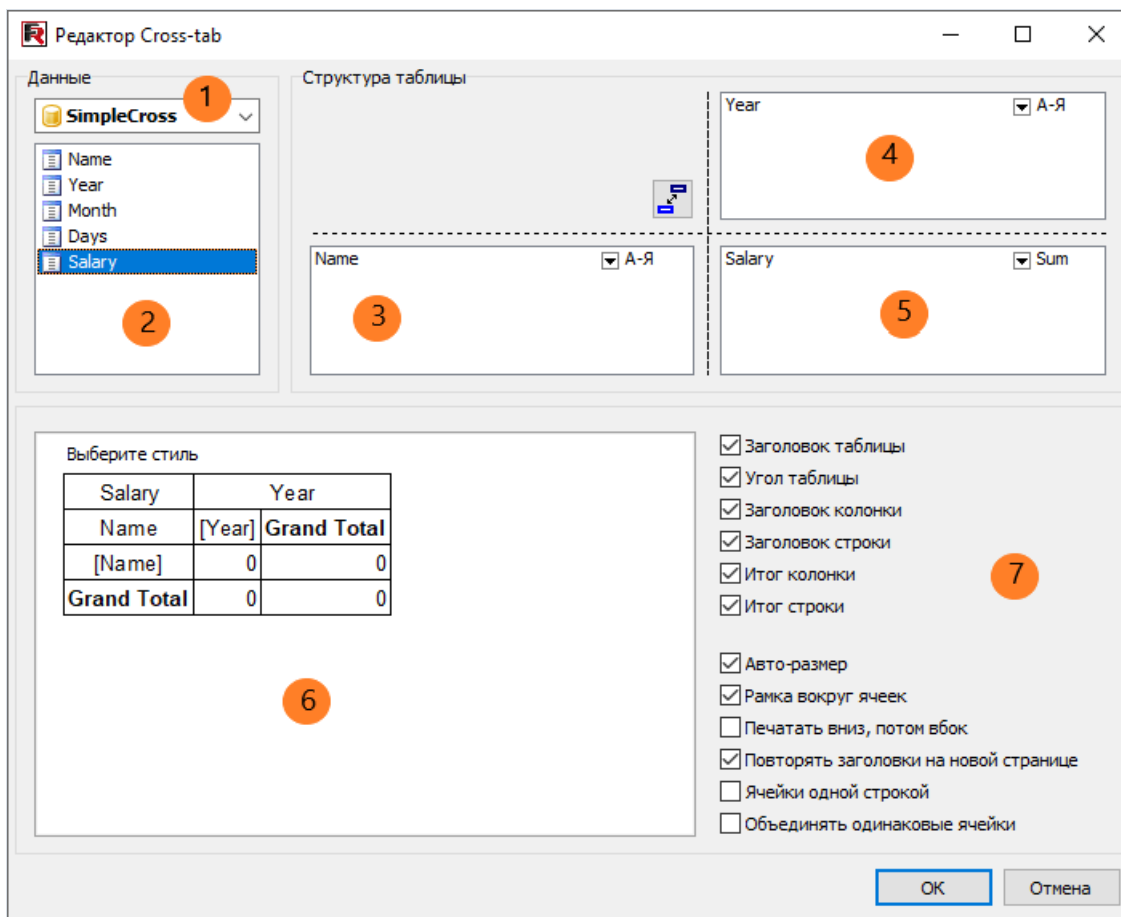 Редактор Cross-tab
Данные
1
SimpleCross
Name
Year
Month
Days
Salary
2
Структура таблицы
Year А-Я
4
Name А-Я
3
Salary Sum
5
Выберите стиль
Salary Year
Name [Year] Grand Total
[Name] 0 0
Grand Total 0 0
6
Заголовок таблицы
Угол таблицы
Заголовок колонки
Заголовок строки
Итог колонки
Итог строки
7
Авто-размер
Рамка вокруг ячеек
Печатать вниз, потом вбок
Повторять заголовки на новой странице
Ячейки одной строкой
Объединять одинаковые ячейки
OK Отмена